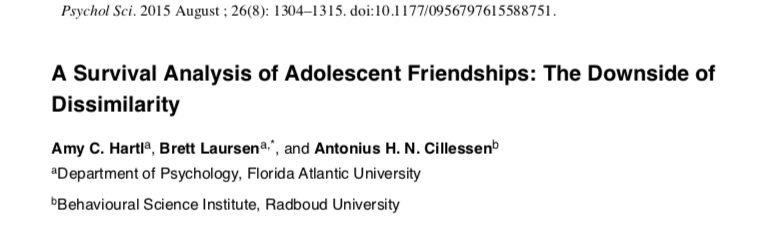 Psychol Sci. 2015 August ; 26(8): 1304–1315. doi:10.1177/0956797615588751.
A Survival Analysis of Adolescent Friendships: The Downside of
Dissimilarity
Amy C. Hartlᵃ, Brett Laursenᵃ,*, and Antonius H. N. Cillessenᵇ
ᵃDepartment of Psychology, Florida Atlantic University
ᵇBehavioural Science Institute, Radboud University